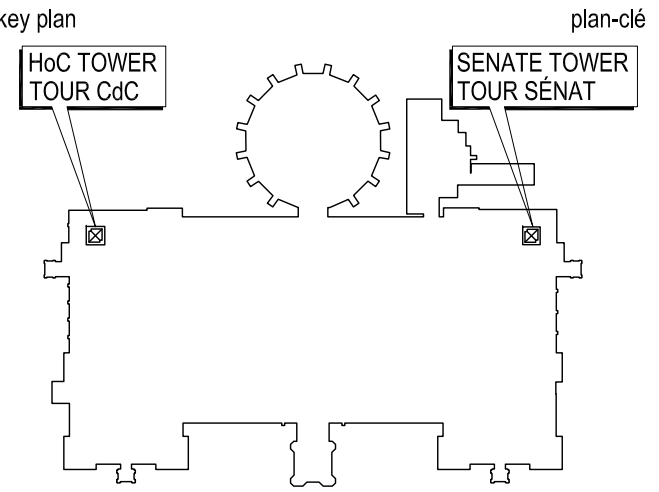 key plan
plan-clé
HoC TOWER
TOUR CdC
SENATE TOWER
TOUR SÉNAT